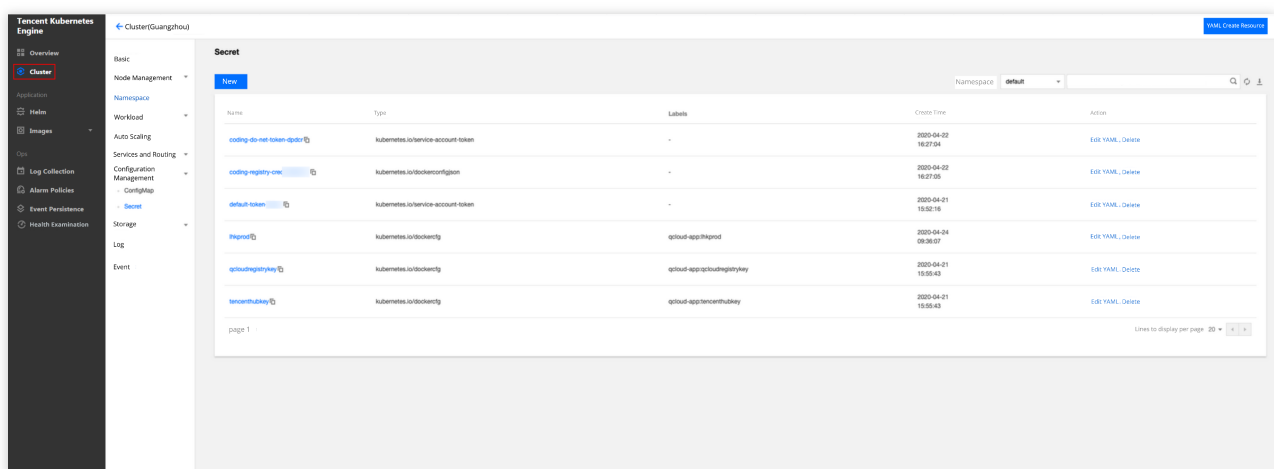 Tencent Kubernetes
Engine
Overview
Cluster
Application
Helm
Images
Ops
Log Collection
Alarm Policies
Event Persistence
Health Examination
Cluster(Guangzhou)
YAML Create Resource
Basic
Node Management
Namespace
Workload
Auto Scaling
Services and Routing
Configuration
Management
- ConfigMap
- Secret
Storage
Log
Event
Secret
New
Namespace default
Name Type Labels Create Time Action
coding-do-net-token-dpdcr kubernetes.io/service-account-token - 2020-04-22 16:27:04 Edit YAML, Delete
coding-registry-cre kubernetes.io/dockerconfigjson - 2020-04-22 16:27:05 Edit YAML, Delete
default-token- kubernetes.io/service-account-token - 2020-04-21 15:52:16 Edit YAML, Delete
lhkprod kubernetes.io/dockercfg qcloud-app:lhkprod 2020-04-24 09:36:07 Edit YAML, Delete
qcloudregistrykey kubernetes.io/dockercfg qcloud-app:qcloudregistrykey 2020-04-21 15:55:43 Edit YAML, Delete
tencenthubkey kubernetes.io/dockercfg qcloud-app:tencenthubkey 2020-04-21 15:55:43 Edit YAML, Delete
page 1
Lines to display per page 20